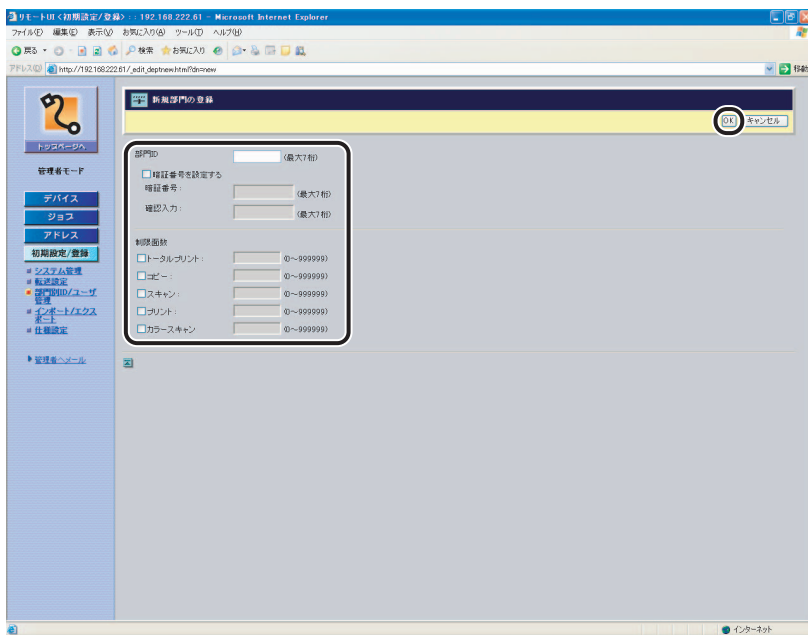 リモートUI <初期設定/登録> : : 192.168.222.61 - Microsoft Internet Explorer
ファイル(F) 編集(E) 表示(V) お気に入り(A) ツール(T) ヘルプ(H)
戻る 検索 お気に入り
アドレス(D) http://192.168.222.61/_edit_deptnew.html?dn=new 移動
新規部門の登録
OK キャンセル
トップページへ
管理者モード
デバイス
ジョブ
アドレス
初期設定/登録
システム管理
転送設定
部門別ID/ユーザ
管理
インポート/エクス
ポート
仕様設定
管理者へメール
部門ID (最大7桁)
暗証番号を設定する
暗証番号: (最大7桁)
確認入力: (最大7桁)
制限面数
トータルプリント: (0~999999)
コピー: (0~999999)
スキャン: (0~999999)
プリント: (0~999999)
カラースキャン (0~999999)
インターネット